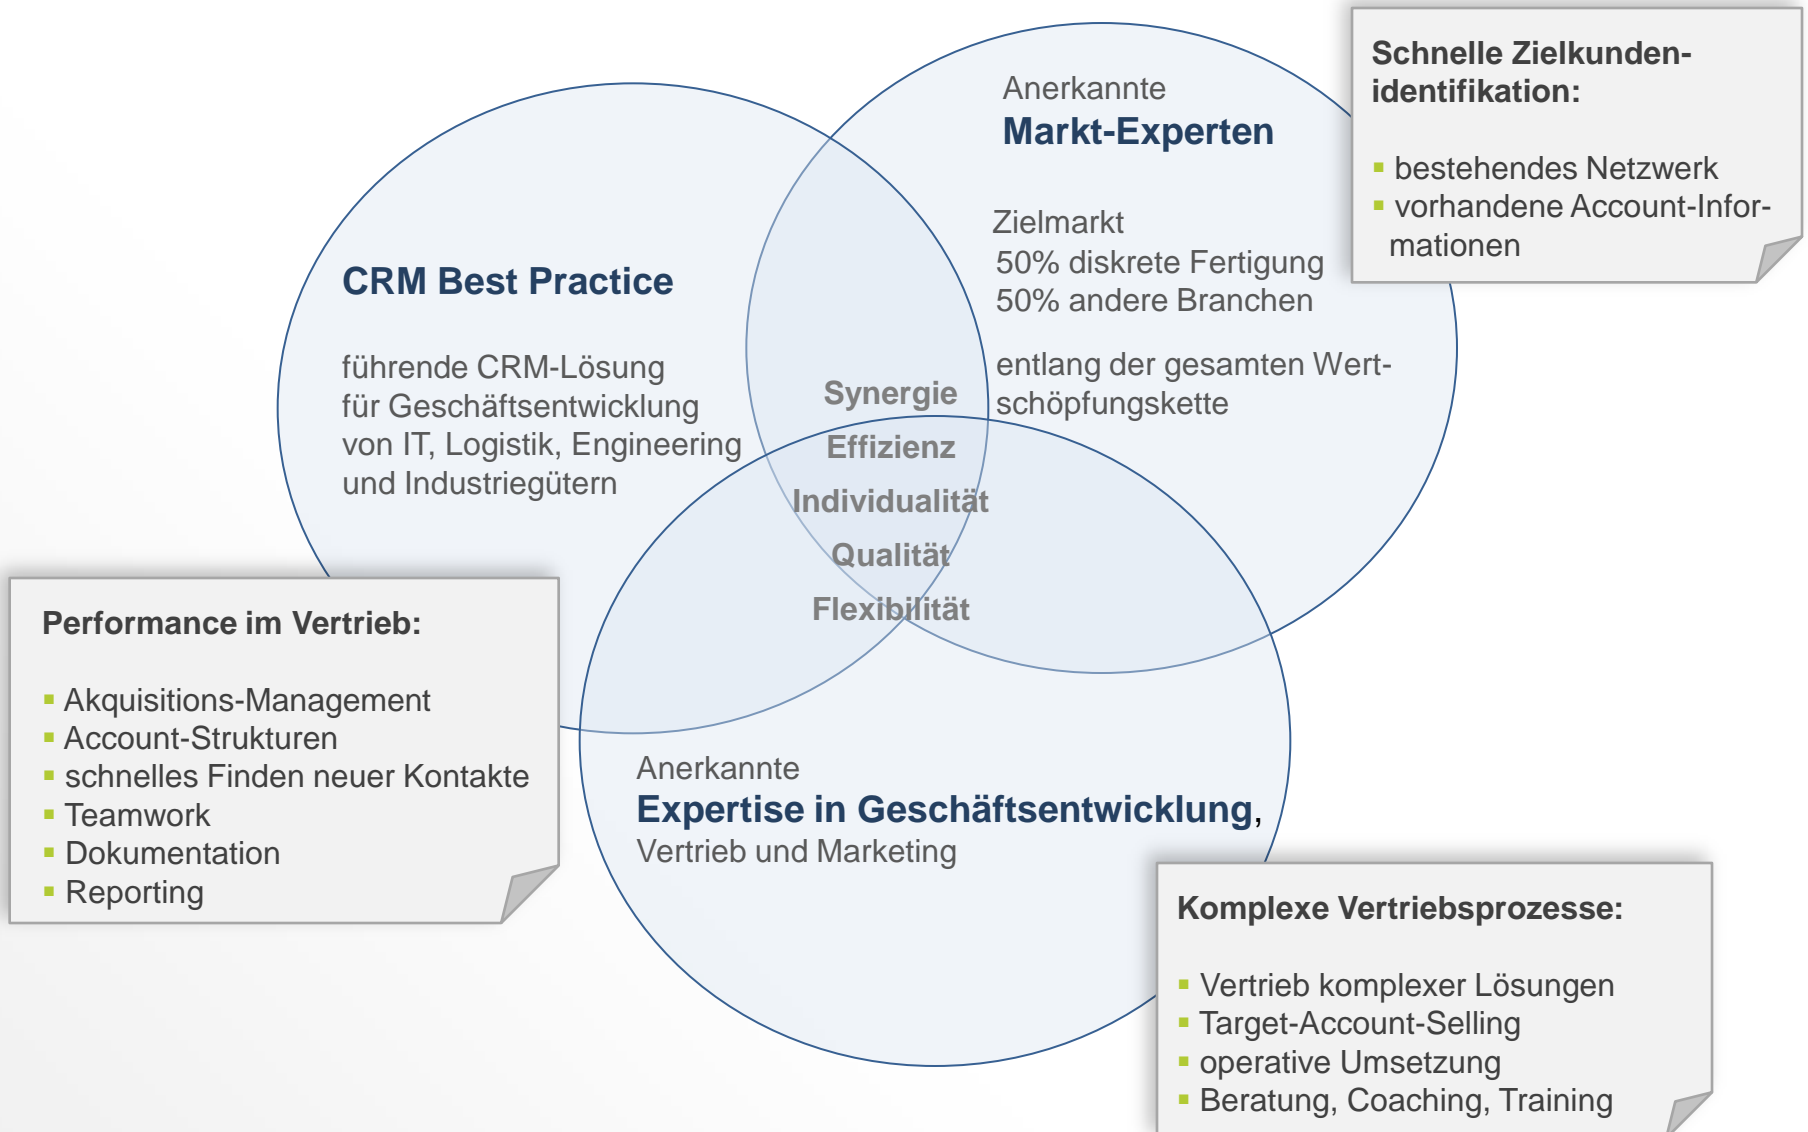 Anerkannte
Markt-Experten
Zielmarkt
50% diskrete Fertigung
50% andere Branchen
entlang der gesamten Wert-
schöpfungskette
Schnelle Zielkunden-
identifikation:
▪ bestehendes Netzwerk
▪ vorhandene Account-Infor-
mationen
CRM Best Practice
führende CRM-Lösung
für Geschäftsentwicklung
von IT, Logistik, Engineering
und Industriegütern
Synergie
Effizienz
Individualität
Qualität
Flexibilität
Performance im Vertrieb:
▪ Akquisitions-Management
▪ Account-Strukturen
▪ schnelles Finden neuer Kontakte
▪ Teamwork
▪ Dokumentation
▪ Reporting
Anerkannte
Expertise in Geschäftsentwicklung,
Vertrieb und Marketing
Komplexe Vertriebsprozesse:
▪ Vertrieb komplexer Lösungen
▪ Target-Account-Selling
▪ operative Umsetzung
▪ Beratung, Coaching, Training